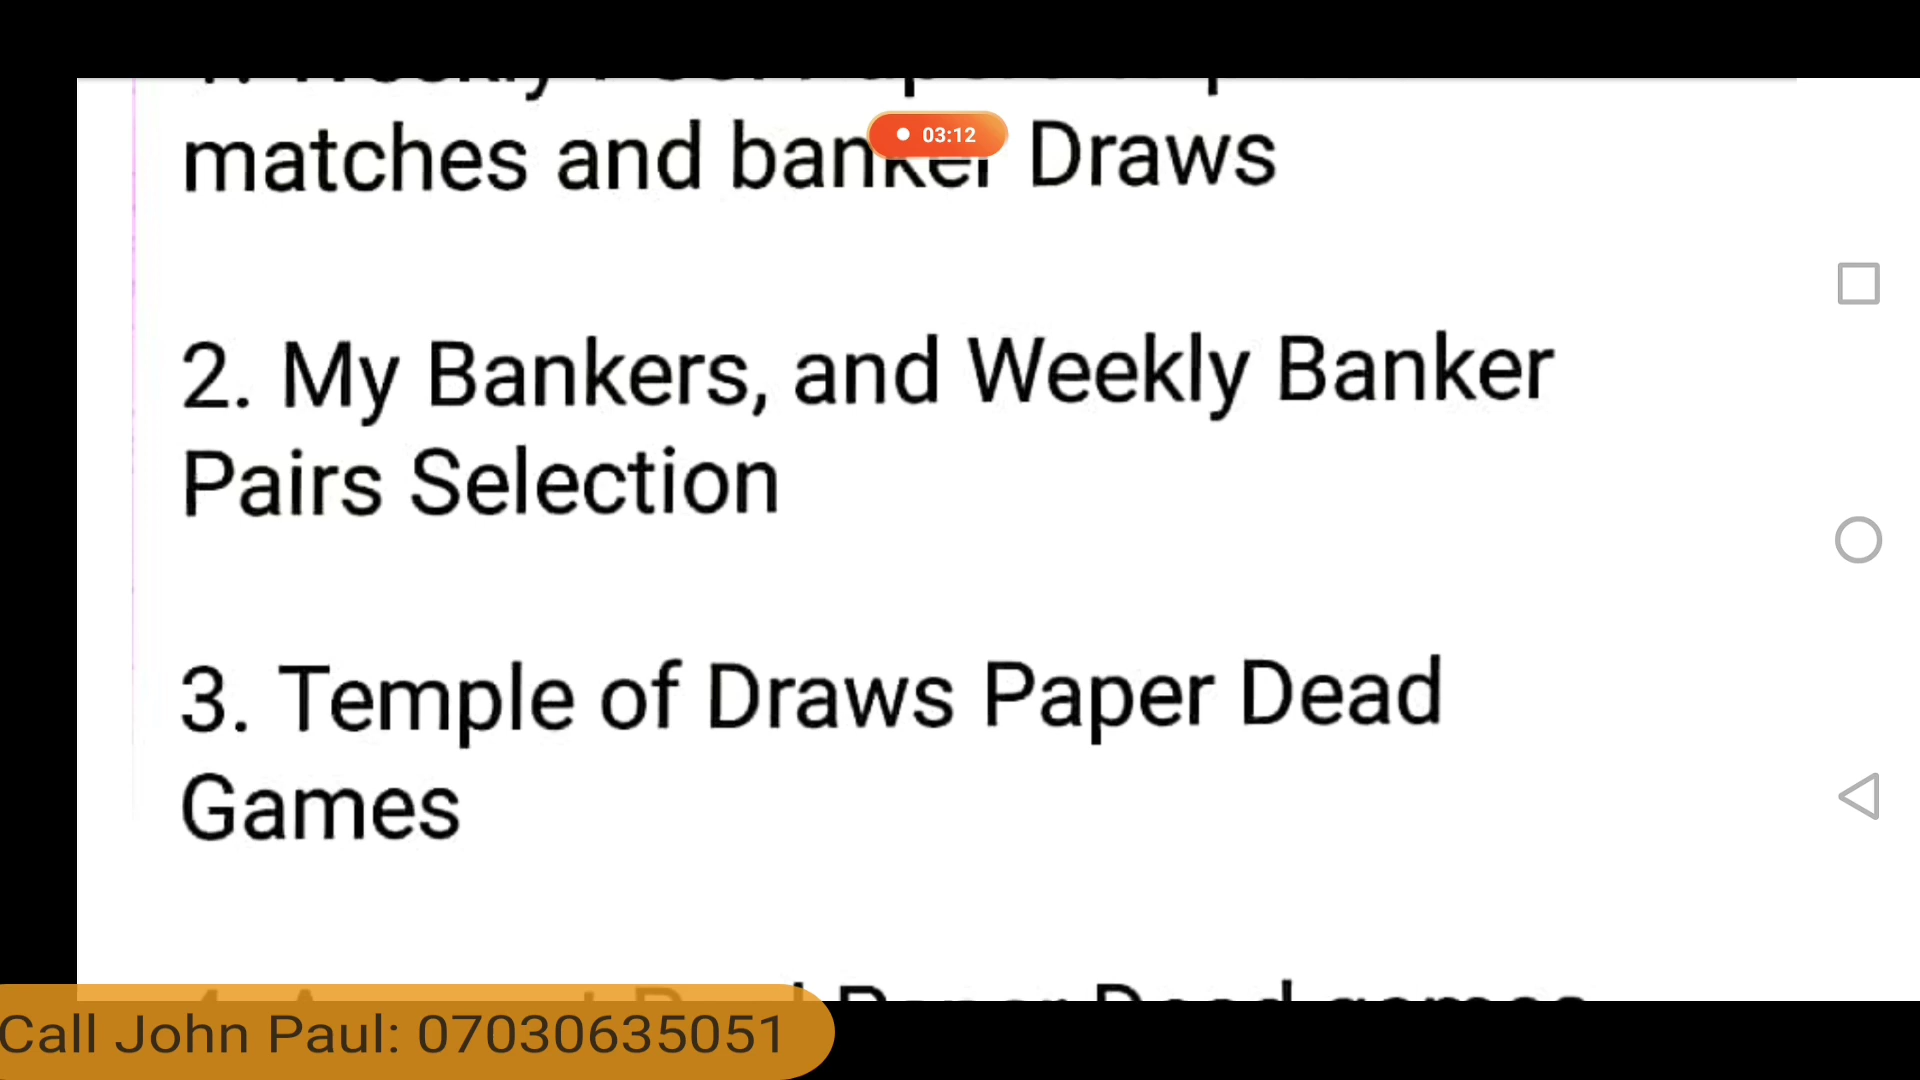 matches and banker Draws
03:12
2. My Bankers, and Weekly Banker
Pairs Selection
3. Temple of Draws Paper Dead
Games
Call John Paul: 07030635051